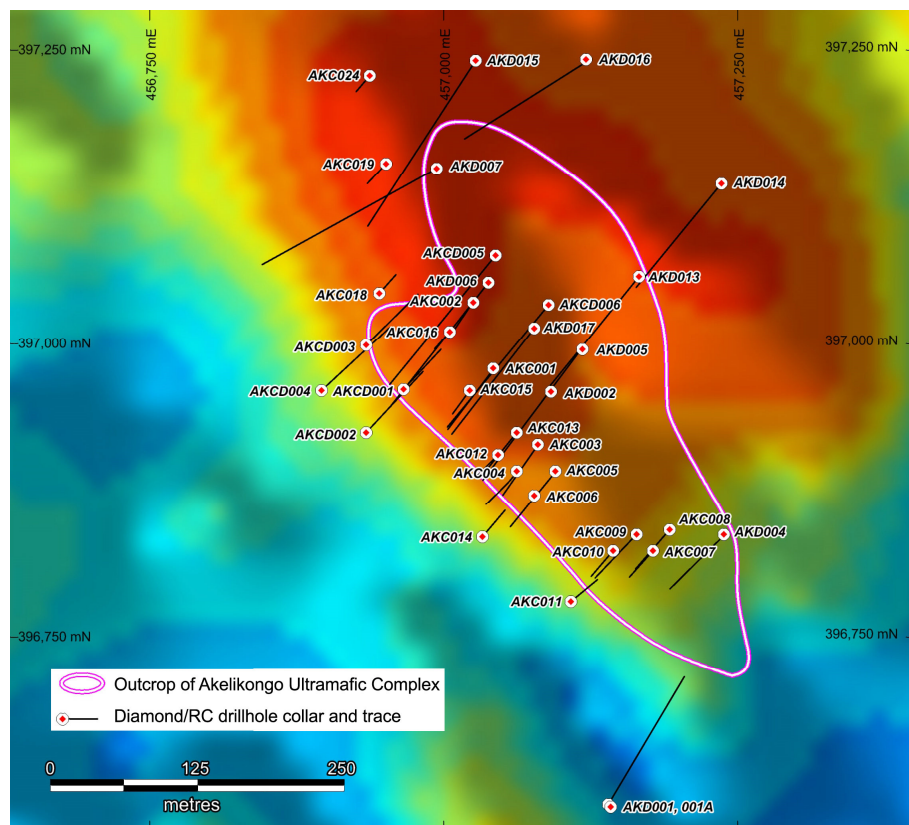 456,750 mE
457,000 mE
457,250 mE
397,250 mN
397,250 mN
AKD015
AKD016
AKC024
AKC019
AKD007
AKD014
AKCD005
AKD013
AKD006
AKC018
AKC002
AKCD006
AKC016
AKD017
397,000 mN
397,000 mN
AKCD003
AKD005
AKC001
AKCD004
AKCD001
AKC015
AKD002
AKCD002
AKC013
AKC003
AKC012
AKC004
AKC005
AKC006
AKC008
AKC014
AKC009
AKD004
AKC010
AKC007
AKC011
396,750 mN
396,750 mN
Outcrop of Akelikongo Ultramafic Complex
Diamond/RC drillhole collar and trace
0 125 250
metres
AKD001, 001A